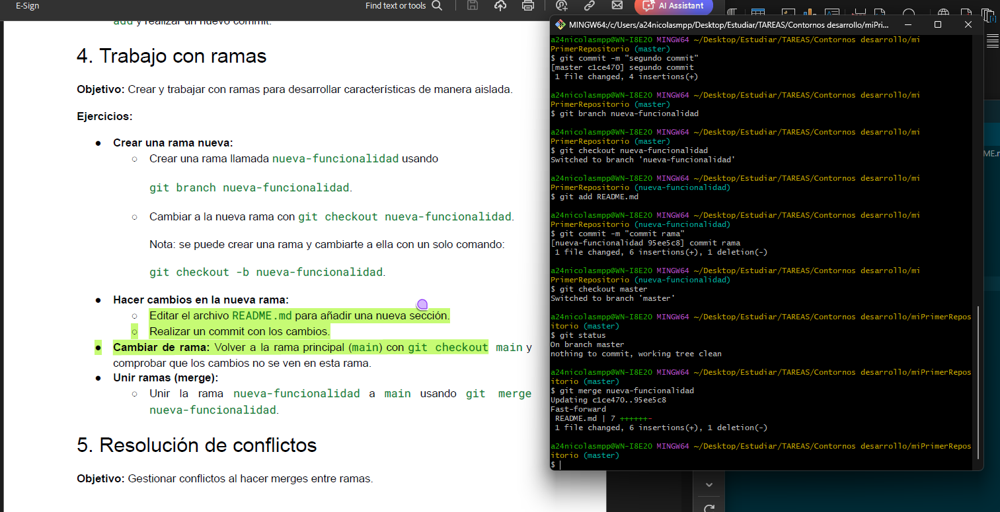 E-Sign
Find text or tools
AI Assistant
add y realizar un nuevo commit.
4. Trabajo con ramas
Objetivo: Crear y trabajar con ramas para desarrollar características de manera aislada.
Ejercicios:
● Crear una rama nueva:
○ Crear una rama llamada nueva-funcionalidad usando
git branch nueva-funcionalidad.
○ Cambiar a la nueva rama con git checkout nueva-funcionalidad.
Nota: se puede crear una rama y cambiarte a ella con un solo comando:
git checkout -b nueva-funcionalidad.
● Hacer cambios en la nueva rama:
○ Editar el archivo README.md para añadir una nueva sección.
○ Realizar un commit con los cambios.
● Cambiar de rama: Volver a la rama principal (main) con git checkout main y
comprobar que los cambios no se ven en esta rama.
● Unir ramas (merge):
○ Unir la rama nueva-funcionalidad a main usando git merge
nueva-funcionalidad.
5. Resolución de conflictos
Objetivo: Gestionar conflictos al hacer merges entre ramas.
MINGW64:/c/Users/a24nicolasmpp/Desktop/Estudiar/TAREAS/Contornos desarrollo/miPri...
a24nicolasmpp@WN-I8E20 MINGW64 ~/Desktop/Estudiar/TAREAS/Contornos desarrollo/mi
PrimerRepositorio (master)
$ git commit -m "segundo commit"
[master c1ce470] segundo commit
1 file changed, 4 insertions(+)
a24nicolasmpp@WN-I8E20 MINGW64 ~/Desktop/Estudiar/TAREAS/Contornos desarrollo/mi
PrimerRepositorio (master)
$ git branch nueva-funcionalidad
a24nicolasmpp@WN-I8E20 MINGW64 ~/Desktop/Estudiar/TAREAS/Contornos desarrollo/mi
PrimerRepositorio (master)
$ git checkout nueva-funcionalidad
Switched to branch 'nueva-funcionalidad'
a24nicolasmpp@WN-I8E20 MINGW64 ~/Desktop/Estudiar/TAREAS/Contornos desarrollo/mi
PrimerRepositorio (nueva-funcionalidad)
$ git add README.md
a24nicolasmpp@WN-I8E20 MINGW64 ~/Desktop/Estudiar/TAREAS/Contornos desarrollo/mi
PrimerRepositorio (nueva-funcionalidad)
$ git commit -m "commit rama"
[nueva-funcionalidad 95ee5c8] commit rama
1 file changed, 6 insertions(+), 1 deletion(-)
a24nicolasmpp@WN-I8E20 MINGW64 ~/Desktop/Estudiar/TAREAS/Contornos desarrollo/mi
PrimerRepositorio (nueva-funcionalidad)
$ git checkout master
Switched to branch 'master'
a24nicolasmpp@WN-I8E20 MINGW64 ~/Desktop/Estudiar/TAREAS/Contornos desarrollo/miPrimerRepos
itorio (master)
$ git status
On branch master
nothing to commit, working tree clean
a24nicolasmpp@WN-I8E20 MINGW64 ~/Desktop/Estudiar/TAREAS/Contornos desarrollo/miPrimerRepos
itorio (master)
$ git merge nueva-funcionalidad
Updating c1ce470..95ee5c8
Fast-forward
README.md | 7 ++++++-
1 file changed, 6 insertions(+), 1 deletion(-)
a24nicolasmpp@WN-I8E20 MINGW64 ~/Desktop/Estudiar/TAREAS/Contornos desarrollo/miPrimerRepos
itorio (master)
$